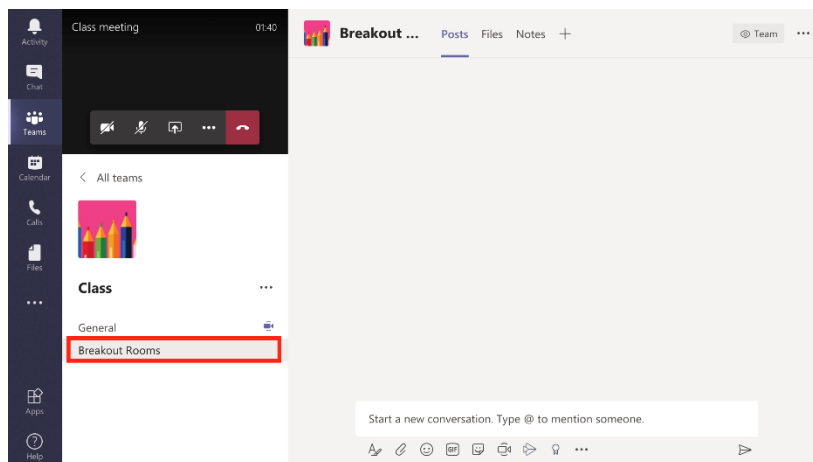 Activity
Chat
Teams
Calendar
Calls
Files
Apps
Help
Class meeting 01:40
All teams
Class
General
Breakout Rooms
Breakout ... Posts Files Notes Team
Start a new conversation. Type @ to mention someone.
GIF